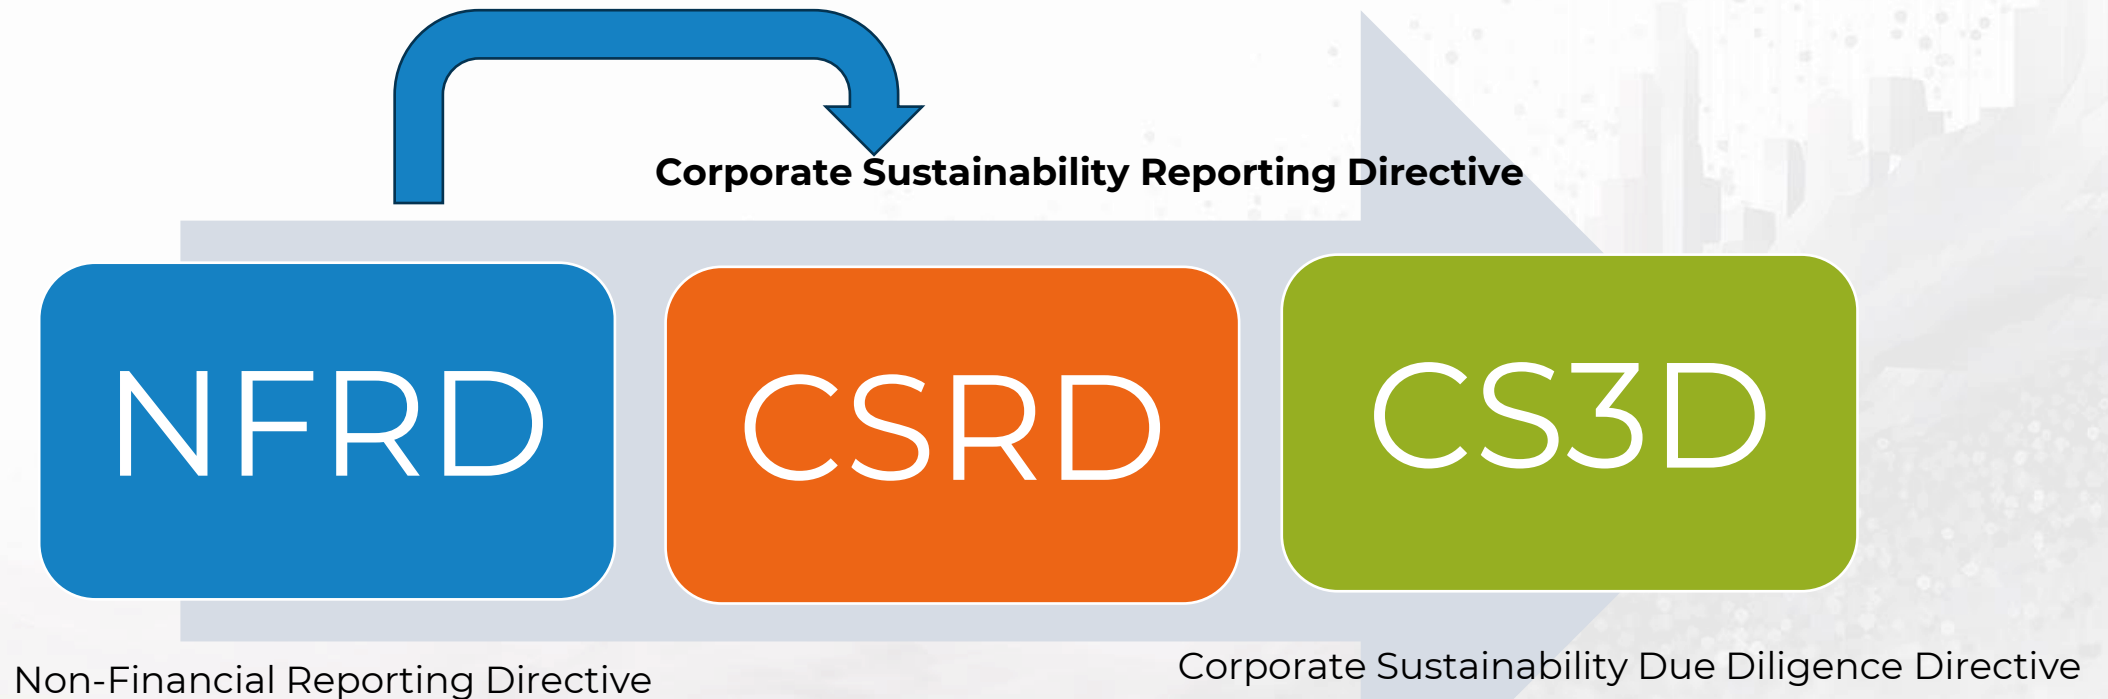 Corporate Sustainability Reporting Directive
NFRD
CSRD
CS3D
Non-Financial Reporting Directive
Corporate Sustainability Due Diligence Directive